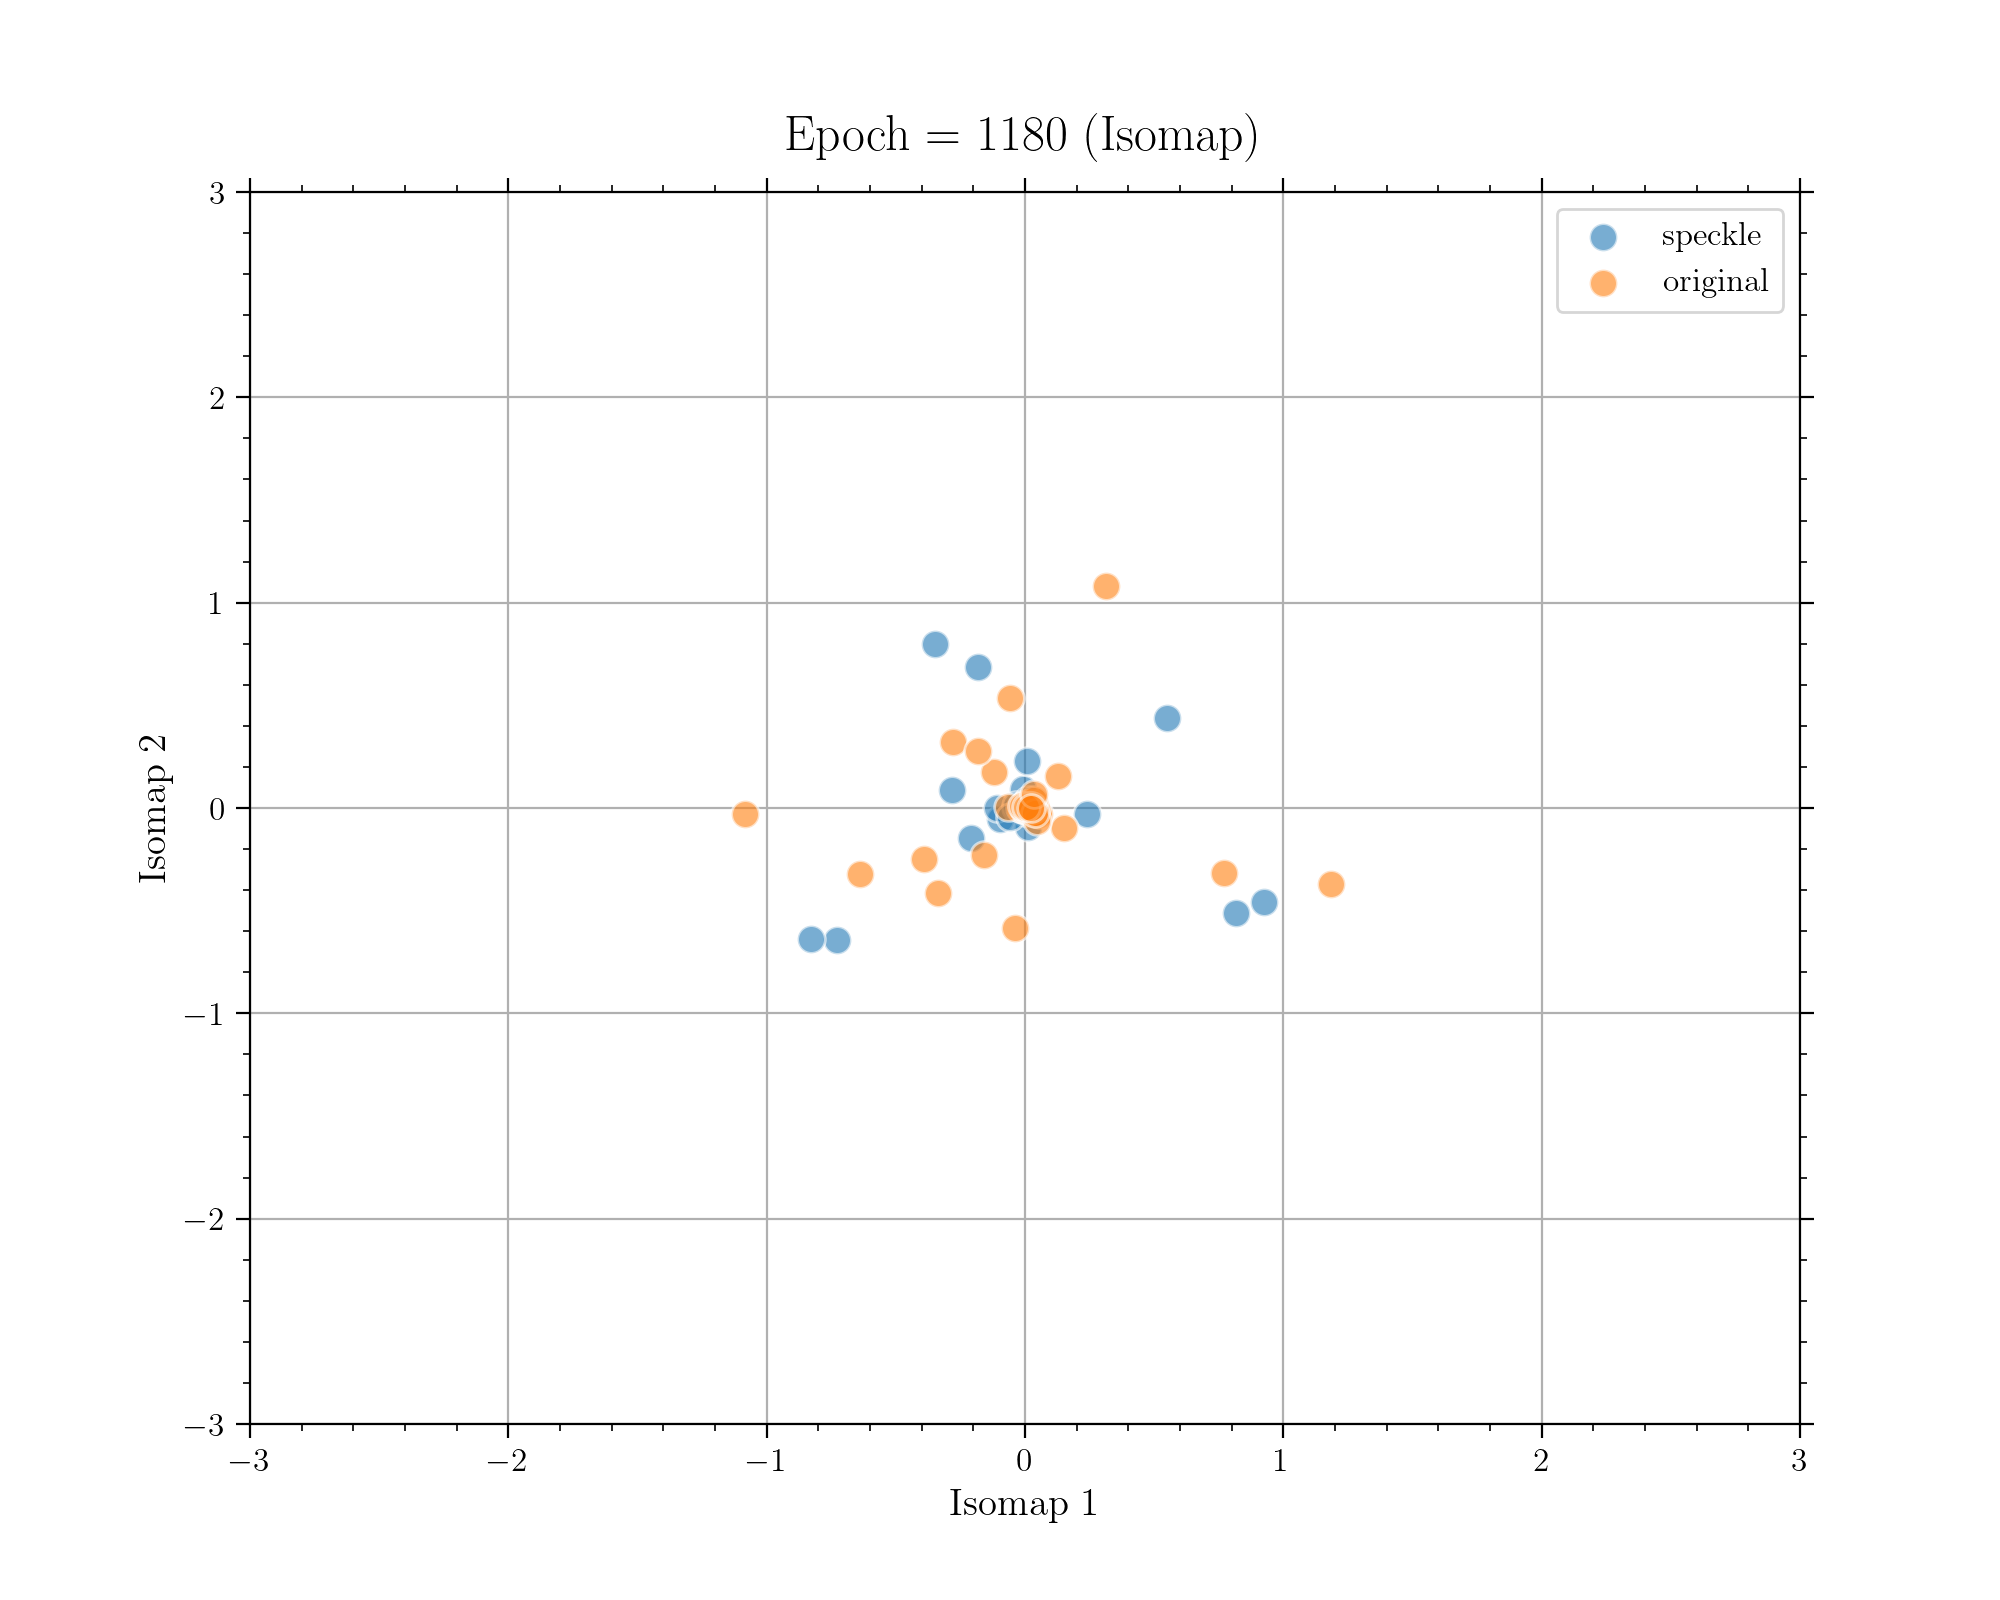 Epoch = 1180 (Isomap)
speckle
original
3
2
1
0
−1
−2
−3
Isomap 2
−3
−2
−1
0
1
2
3
Isomap 1